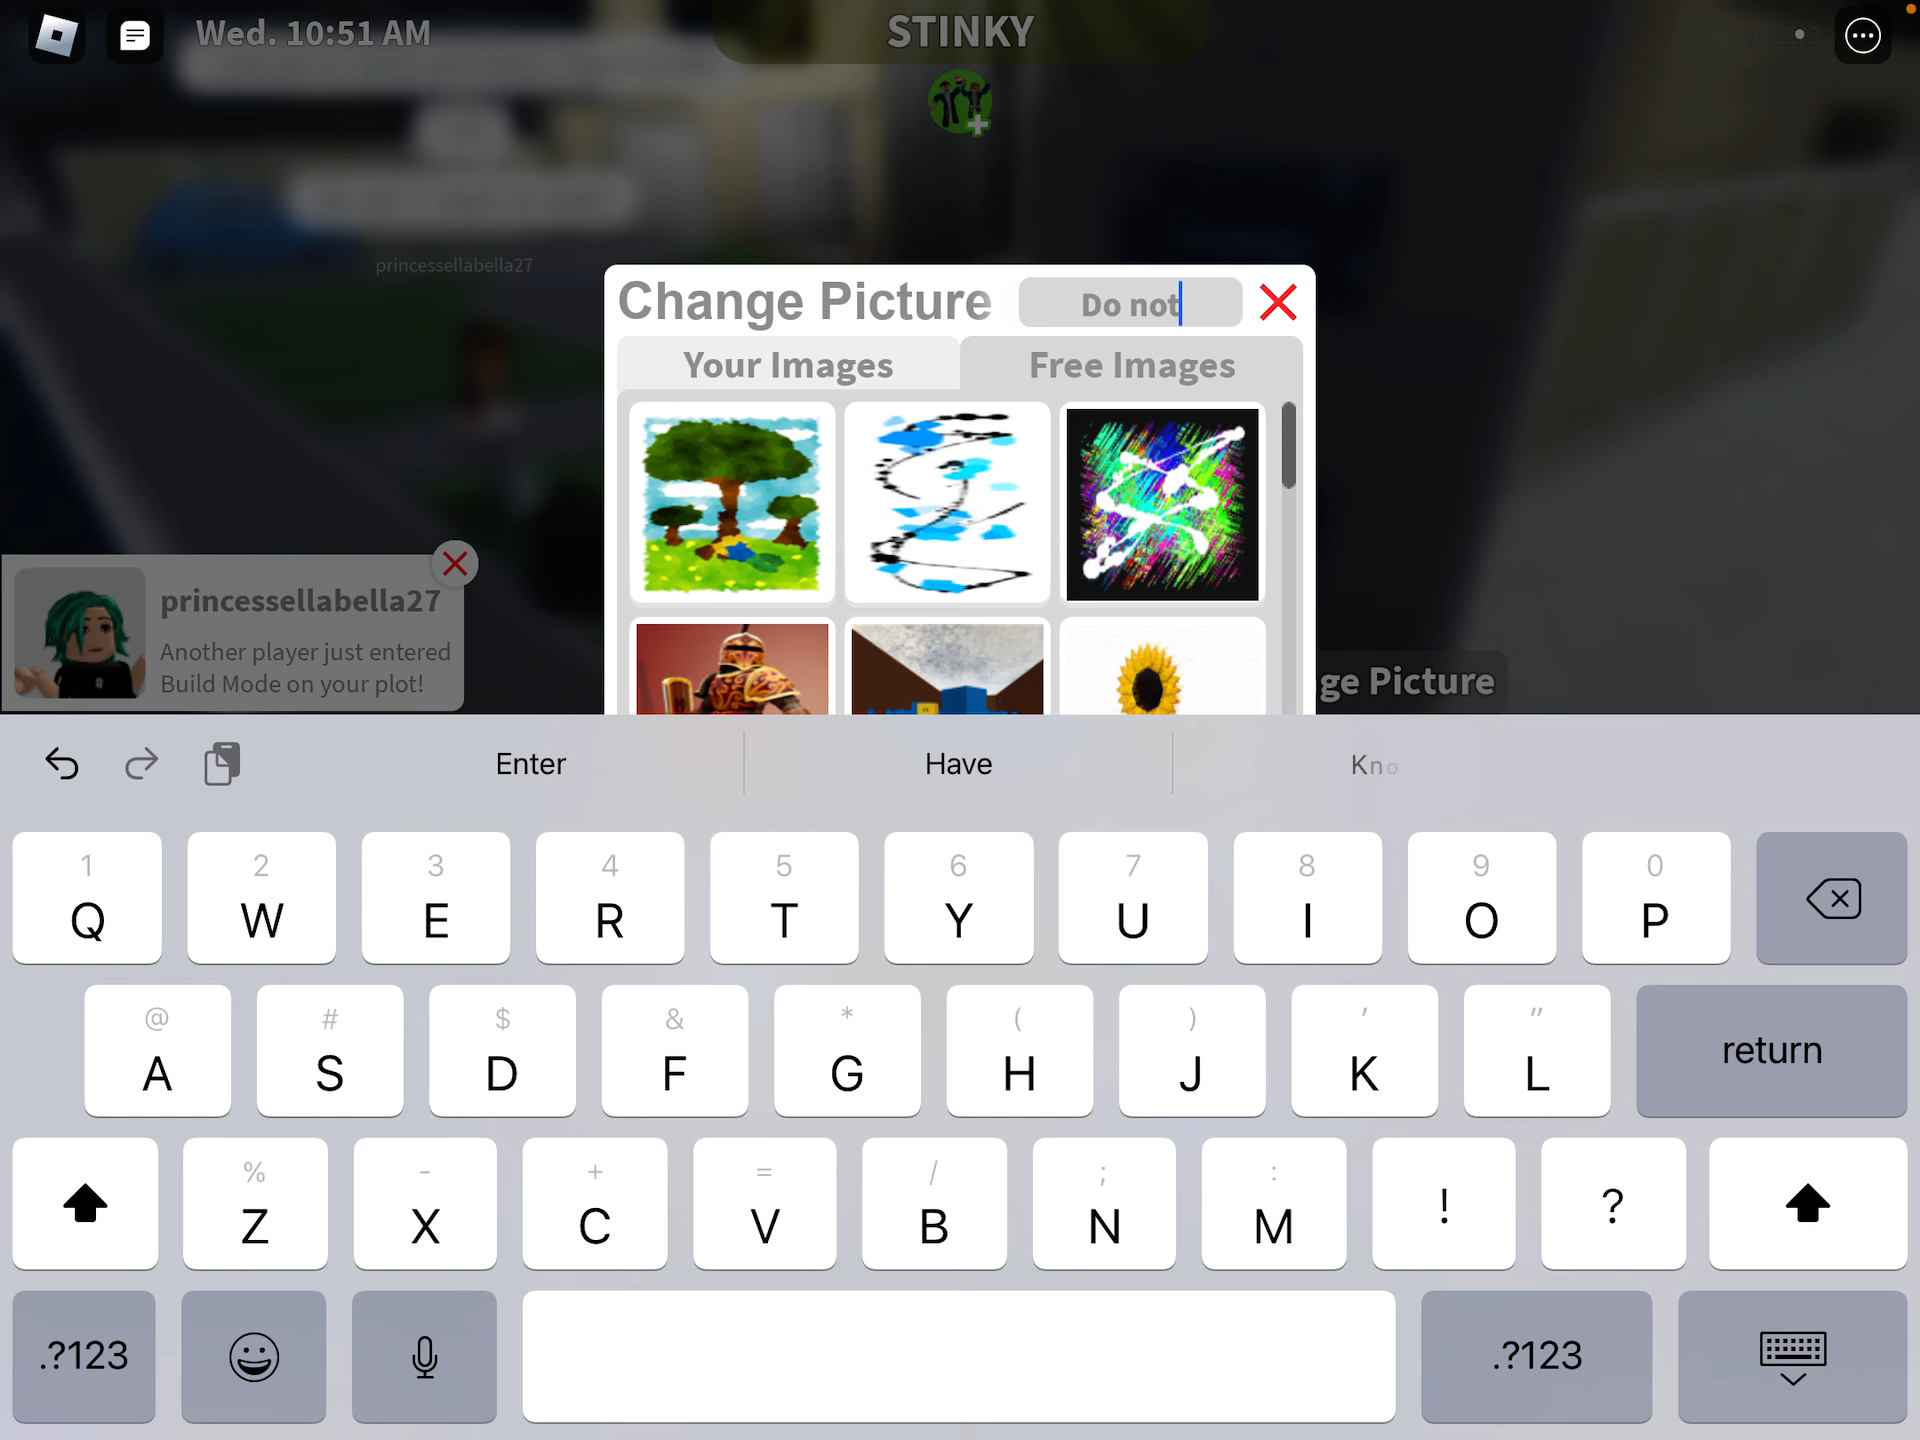 Wed. 10:51 AM
STINKY
princessellabella27
Change Picture
Do not
Your Images
Free Images
princessellabella27
Another player just entered
Build Mode on your plot!
ge Picture
Enter
Have
Kno
1 2 3 4 5 6 7 8 9 0
Q W E R T Y U I O P
@ # $ & * ( ) ' "
A S D F G H J K L return
% - + = / ; :
Z X C V B N M ! ?
.?123 .?123